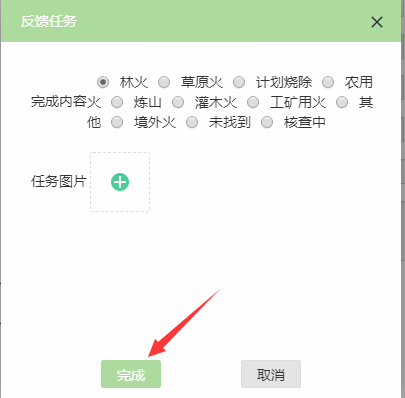 反馈任务
林火 草原火 计划烧除 农用
完成内容火 炼山 灌木火 工矿用火 其
他 境外火 未找到 核查中
任务图片
完成 取消